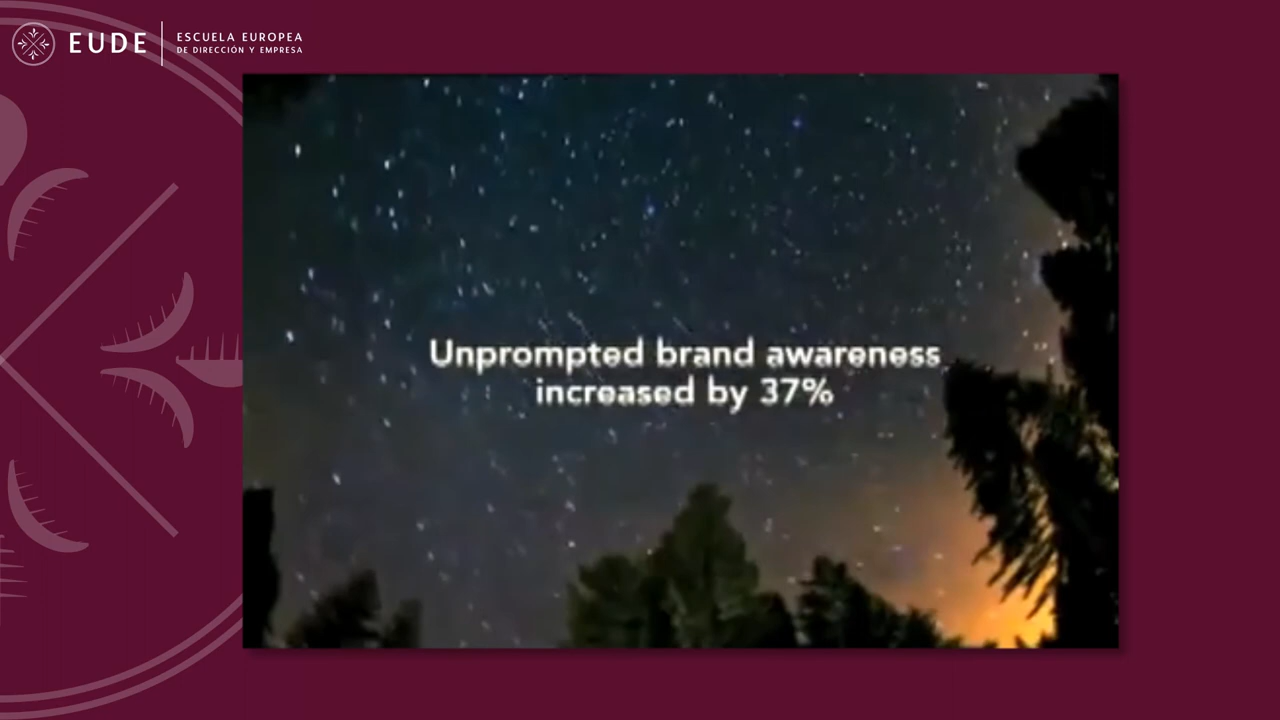 EUDE
ESCUELA EUROPEA
DE DIRECCIÓN Y EMPRESA
Unprompted brand awareness
increased by 37%